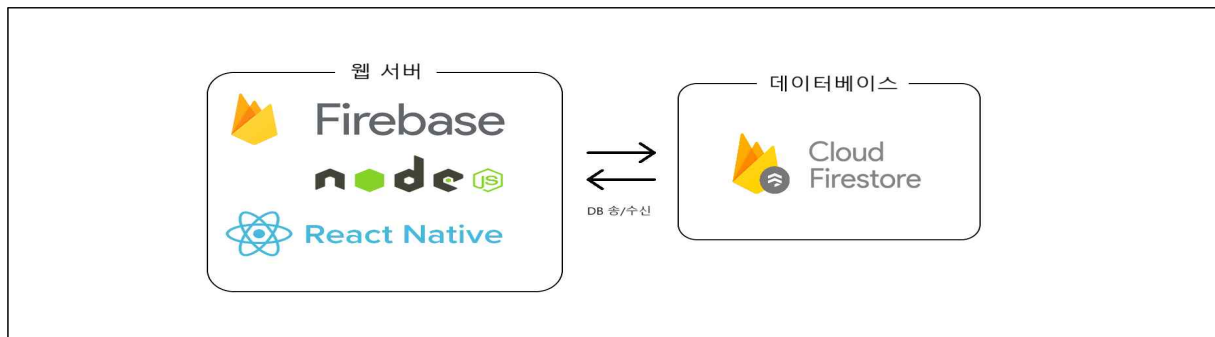 웹 서버
Firebase
node JS
React Native
DB 송/수신
데이터베이스
Cloud
Firestore